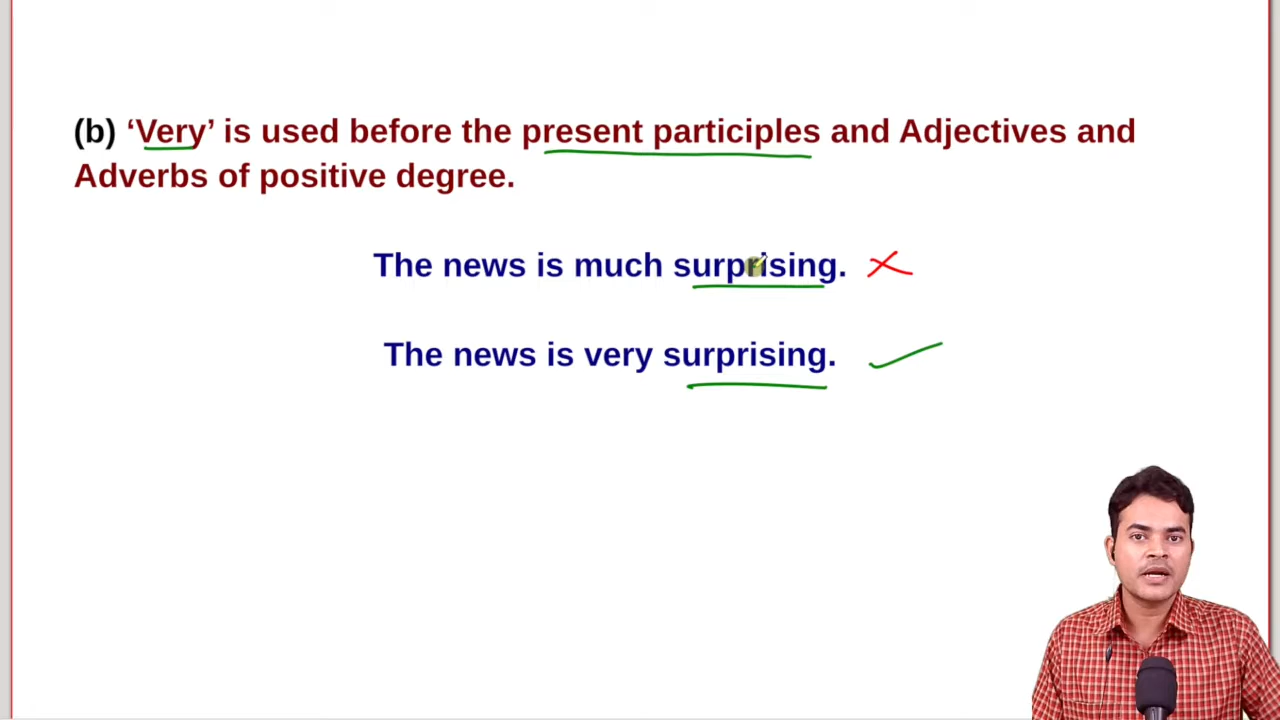 (b) ‘Very’ is used before the present participles and Adjectives and
Adverbs of positive degree.
The news is much surprising.
The news is very surprising.